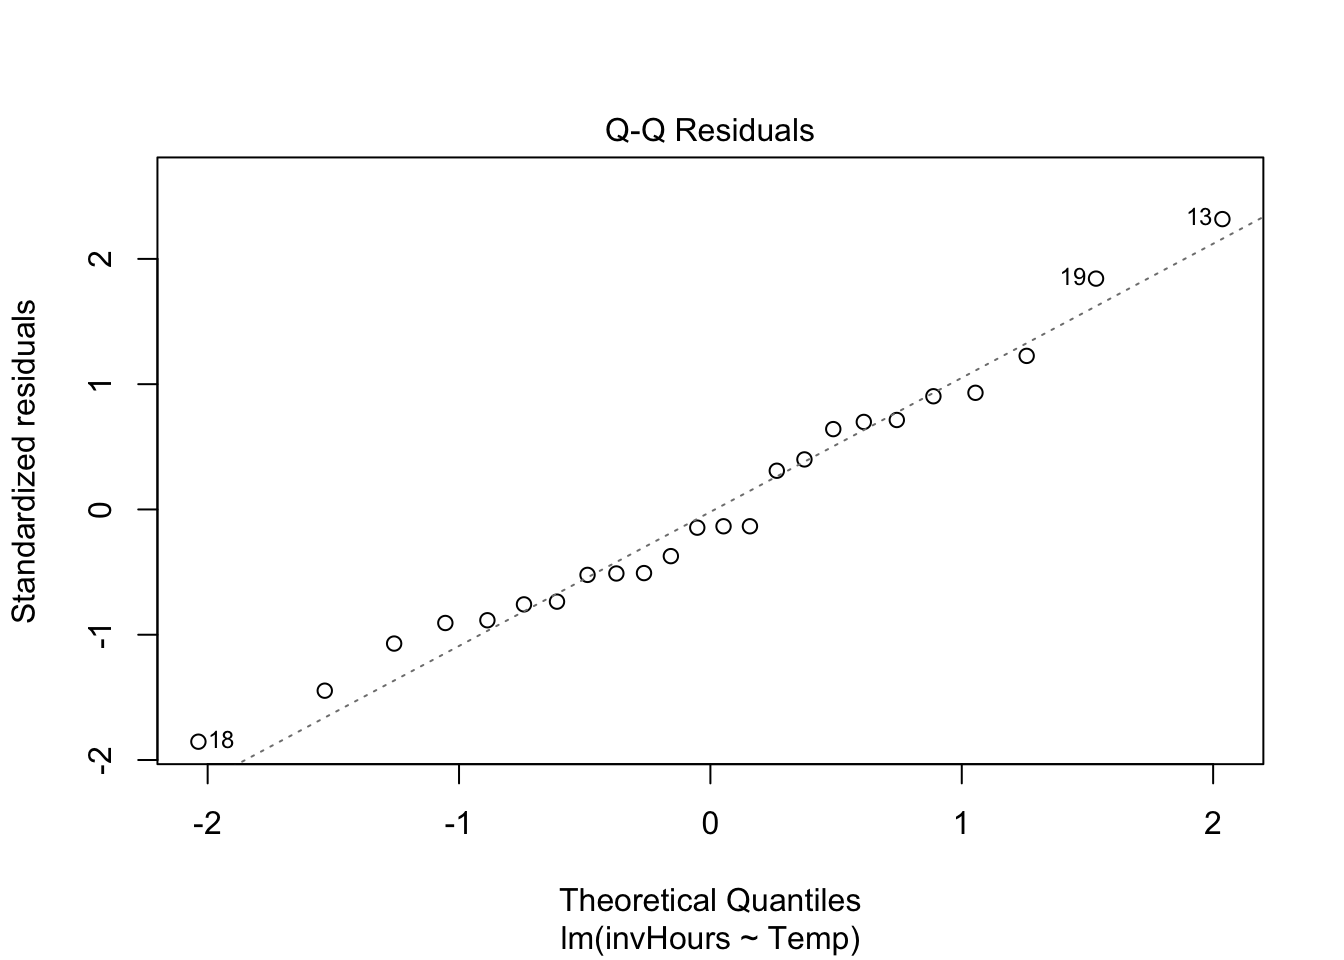 Q-Q Residuals
Standardized residuals
2
1
0
-1
-2
13
19
18
-2 -1 0 1 2
Theoretical Quantiles
lm(invHours ~ Temp)